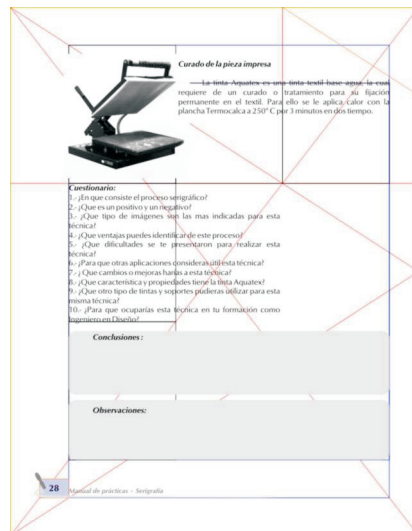 Curado de la pieza impresa
La tinta Aquatex es una tinta textil base agua, la cual
requiere de un curado o tratamiento para su fijación
permanente en el textil. Para ello se le aplica calor con la
plancha Termocalca a 250° C por 3 minutos en dos tiempo.
Cuestionario:
1.- ¿En que consiste el proceso serigráfico?
2.- ¿Que es un positivo y un negativo?
3.- ¿Que tipo de imágenes son las mas indicadas para esta
técnica?
4.- ¿Que ventajas puedes identificar de este proceso?
5.- ¿Que dificultades se te presentaron para realizar esta
técnica?
6.- ¿Para que otras aplicaciones consideras útil esta técnica?
7.- ¿Que cambios o mejoras harías a esta técnica?
8.- ¿Que característica y propiedades tiene la tinta Aquatex?
9.- ¿Que otro tipo de tintas y soportes pudieras utilizar para esta
misma técnica?
10.- ¿Para que ocuparías esta técnica en tu formación como
Ingeniero en Diseño?
Conclusiones :
Observaciones:
28 Manual de prácticas - Serigrafía